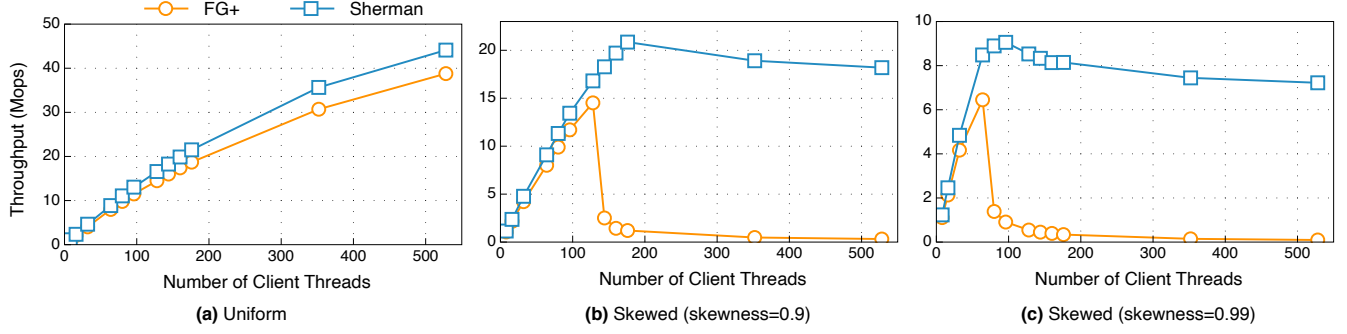 FG+ Sherman
Throughput (Mops)
50
40
30
20
10
0
0 100 200 300 400 500
Number of Client Threads
(a) Uniform
20
15
10
5
0
0 100 200 300 400 500
Number of Client Threads
(b) Skewed (skewness=0.9)
10
8
6
4
2
0
0 100 200 300 400 500
Number of Client Threads
(c) Skewed (skewness=0.99)